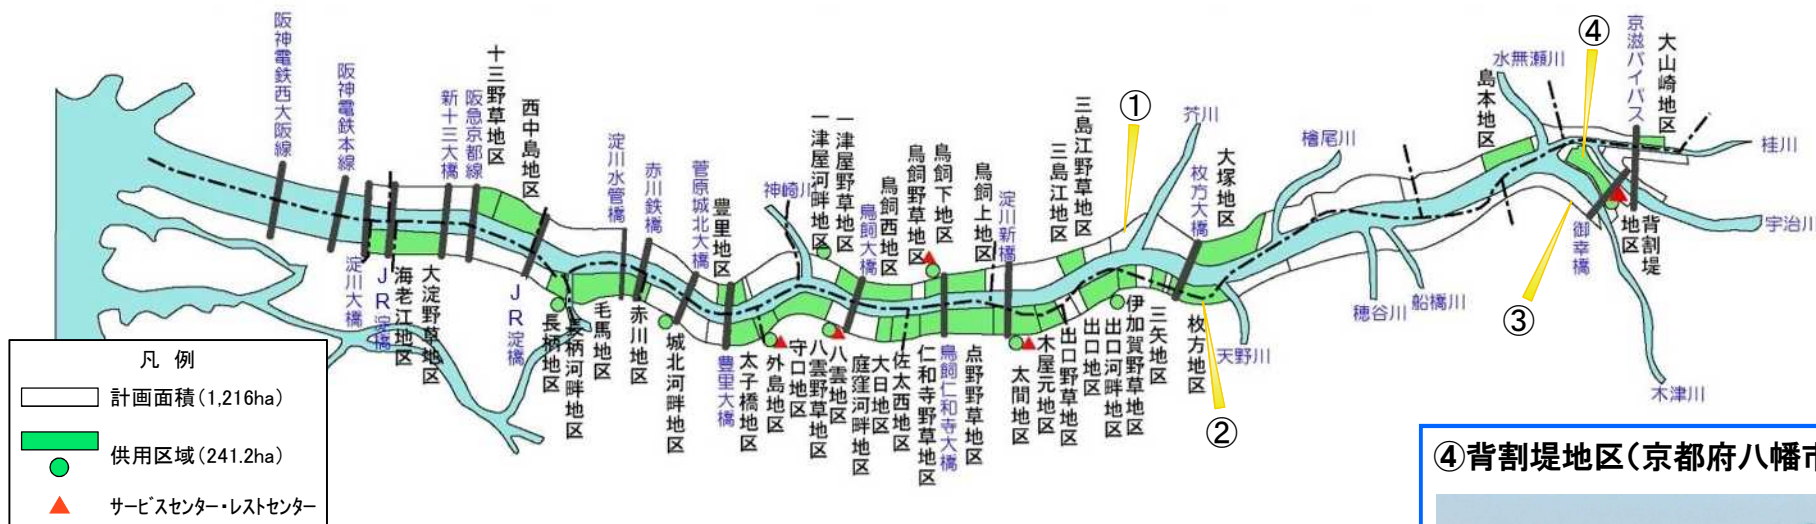 阪神電鉄西大阪線
阪神電鉄本線
新十三大橋
阪急京都線
十三野草地区
西中島地区
淀川水管橋
赤川鉄橋
菅原城北大橋
豊里地区
神崎川
一津屋河畔地区
一津屋野草地区
鳥飼大橋
鳥飼西地区
鳥飼野草地区
鳥飼下地区
鳥飼上地区
淀川新橋
三島江地区
三島江野草地区
①
芥川
枚方大橋
大塚地区
檜尾川
島本地区
水無瀬川
④
京滋バイパス
大山崎地区
桂川
宇治川
背割堤
地区
御幸橋
木津川
③
船橋川
穂谷川
天野川
②
枚方地区
三矢地区
伊加賀野草地区
出口河畔地区
出口地区
出口野草地区
木屋元地区
太間地区
点野野草地区
鳥飼仁和寺大橋
仁和寺野草地区
佐太西地区
大日地区
庭窪河畔地区
八雲地区
八雲野草地区
守口地区
外島地区
太子橋地区
豊里大橋
城北河畔地区
赤川地区
毛馬地区
長柄河畔地区
長柄地区
JR淀橋
大淀野草地区
海老江地区
JR淀橋
淀川大橋
凡 例
計画面積(1,216ha)
供用区域(241.2ha)
サービスセンター・レストセンター
④背割堤地区(京都府八幡市